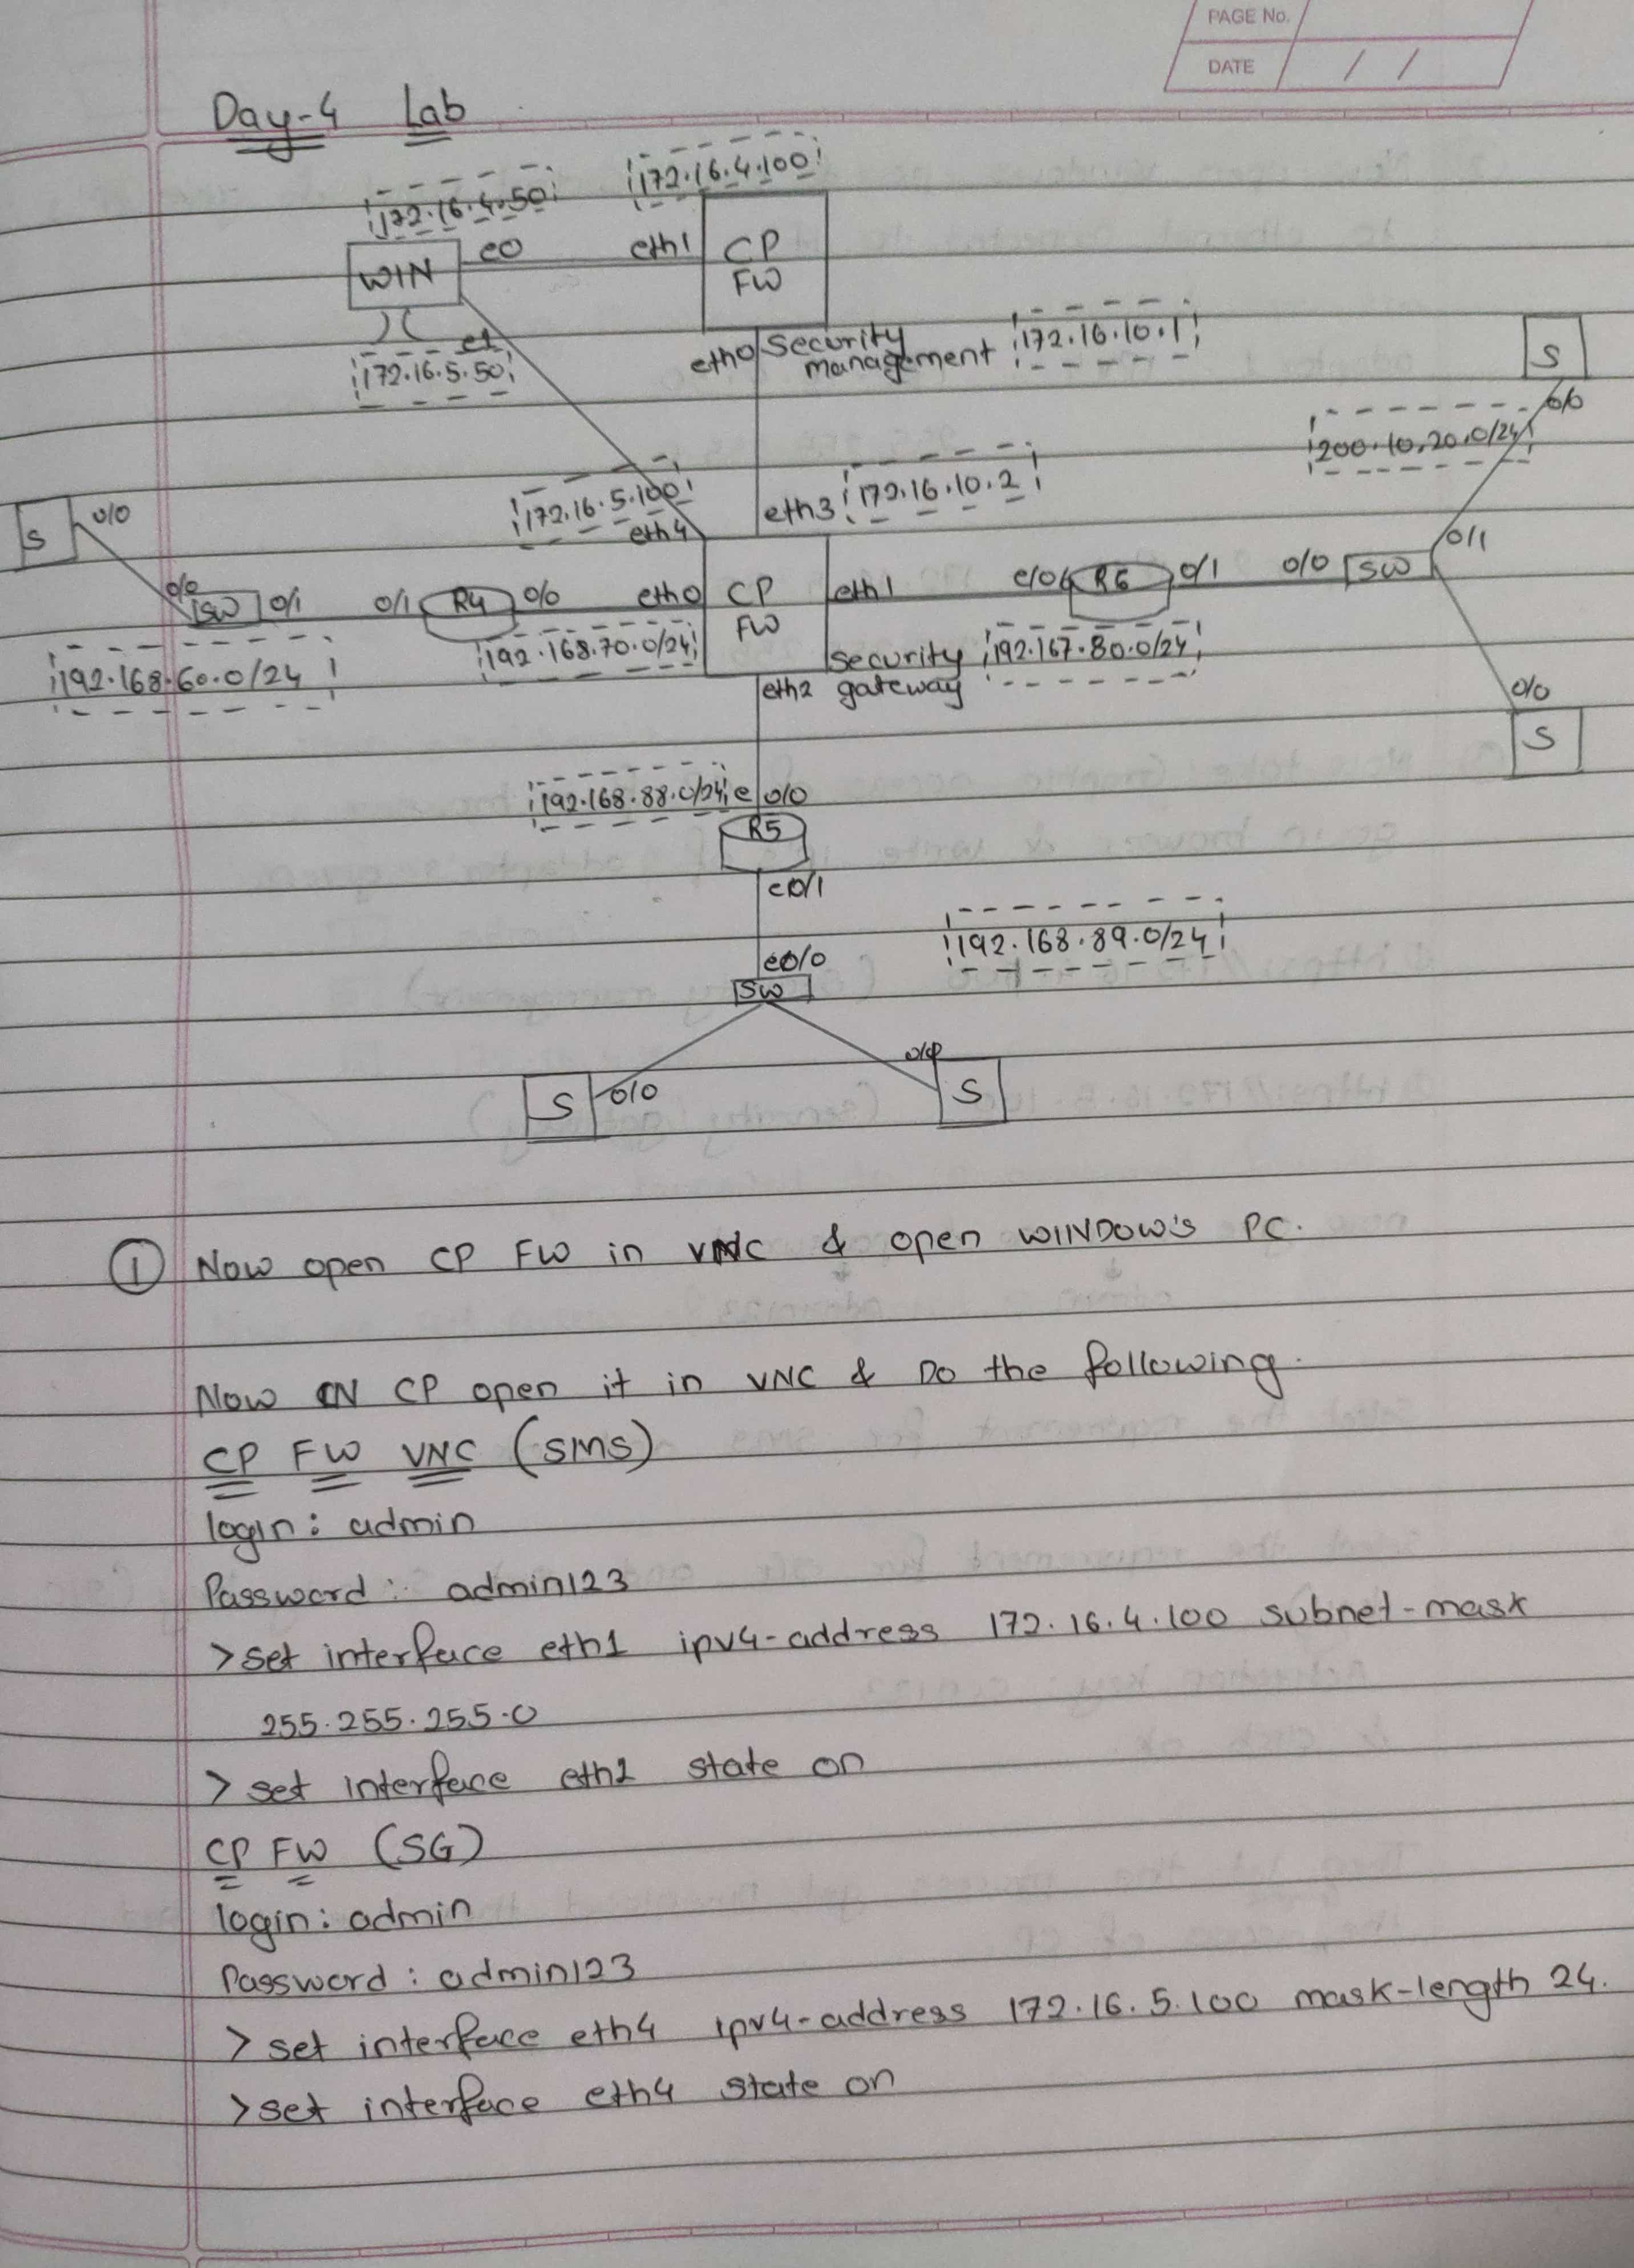 PAGE No.
DATE / /
Day-4 Lab
172.16.4.50
172.16.4.100
WIN
e0
eth1
CP
FW
e1
172.16.5.50
eth0
security
management
172.16.10.1
S
0/0
200.10.20.0/24
172.16.5.100
eth4
eth3
172.16.10.2
S
0/0
0/0
SW
0/1
0/1
R4
0/0
eth0
CP
FW
eth1
e/0/
R6
0/1
0/0
SW
0/1
192.168.60.0/24
192.168.70.0/24
security
gateway
192.167.80.0/24
eth2
0/0
S
192.168.88.0/24
e 0/0
R5
e0/1
192.168.89.0/24
e0/0
SW
S
0/0
S
① Now open CP FW in VNC & open WINDOW's PC.
Now ON CP open it in VNC & Do the following.
CP FW VNC (SMS)
login: admin
Password: admin123
> set interface eth1 ipv4-address 172.16.4.100 subnet-mask
255.255.255.0
> set interface eth1 state on
CP FW (SG)
login: admin
Password: admin123
> set interface eth4 ipv4-address 172.16.5.100 mask-length 24.
> set interface eth4 state on